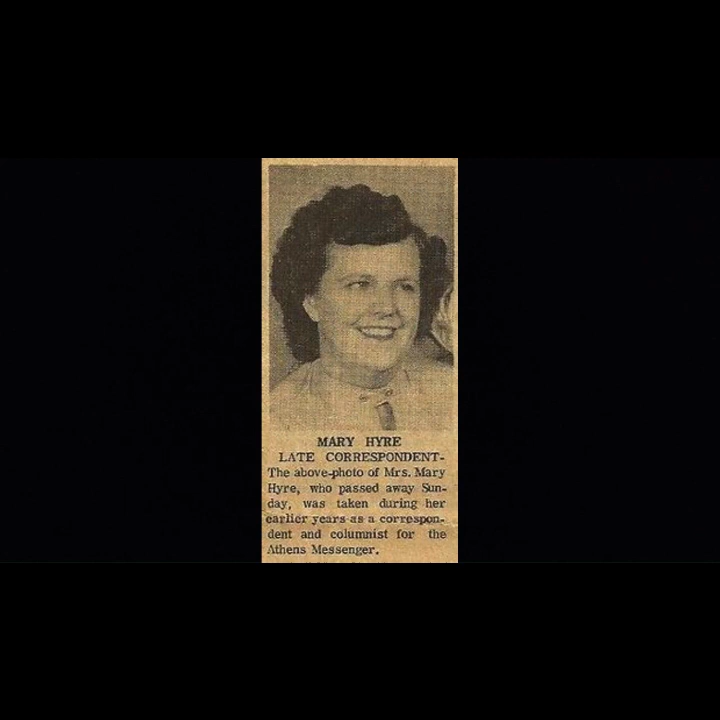 MARY HYRE
LATE CORRESPONDENT-
The above-photo of Mrs. Mary
Hyre, who passed away Sun-
day, was taken during her
earlier years as a correspon-
dent and columnist for the
Athens Messenger.